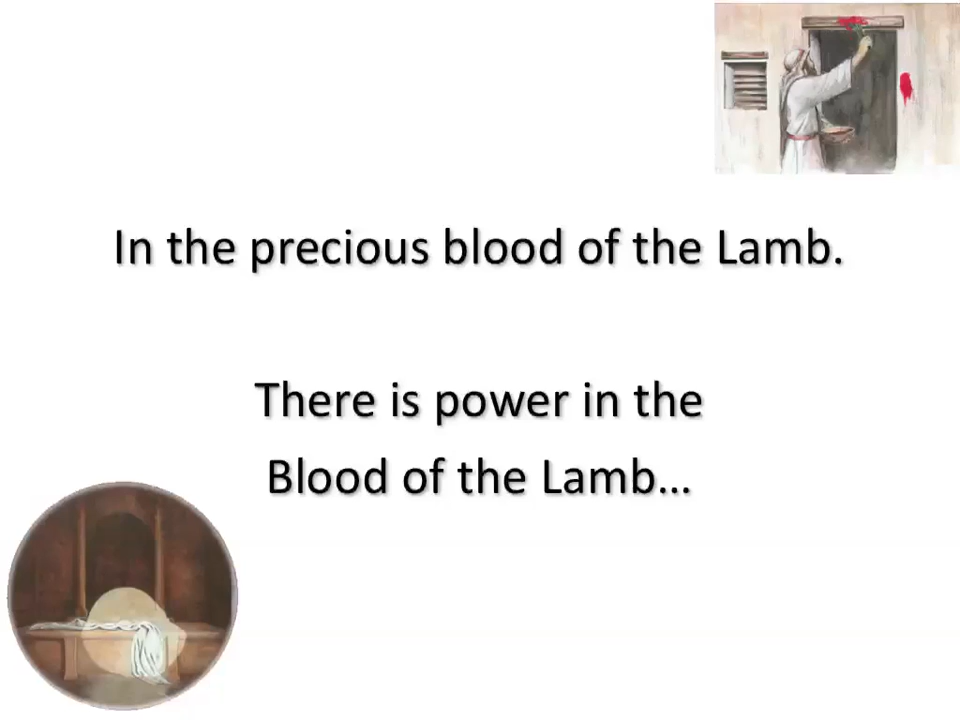 In the precious blood of the Lamb.
There is power in the
Blood of the Lamb...